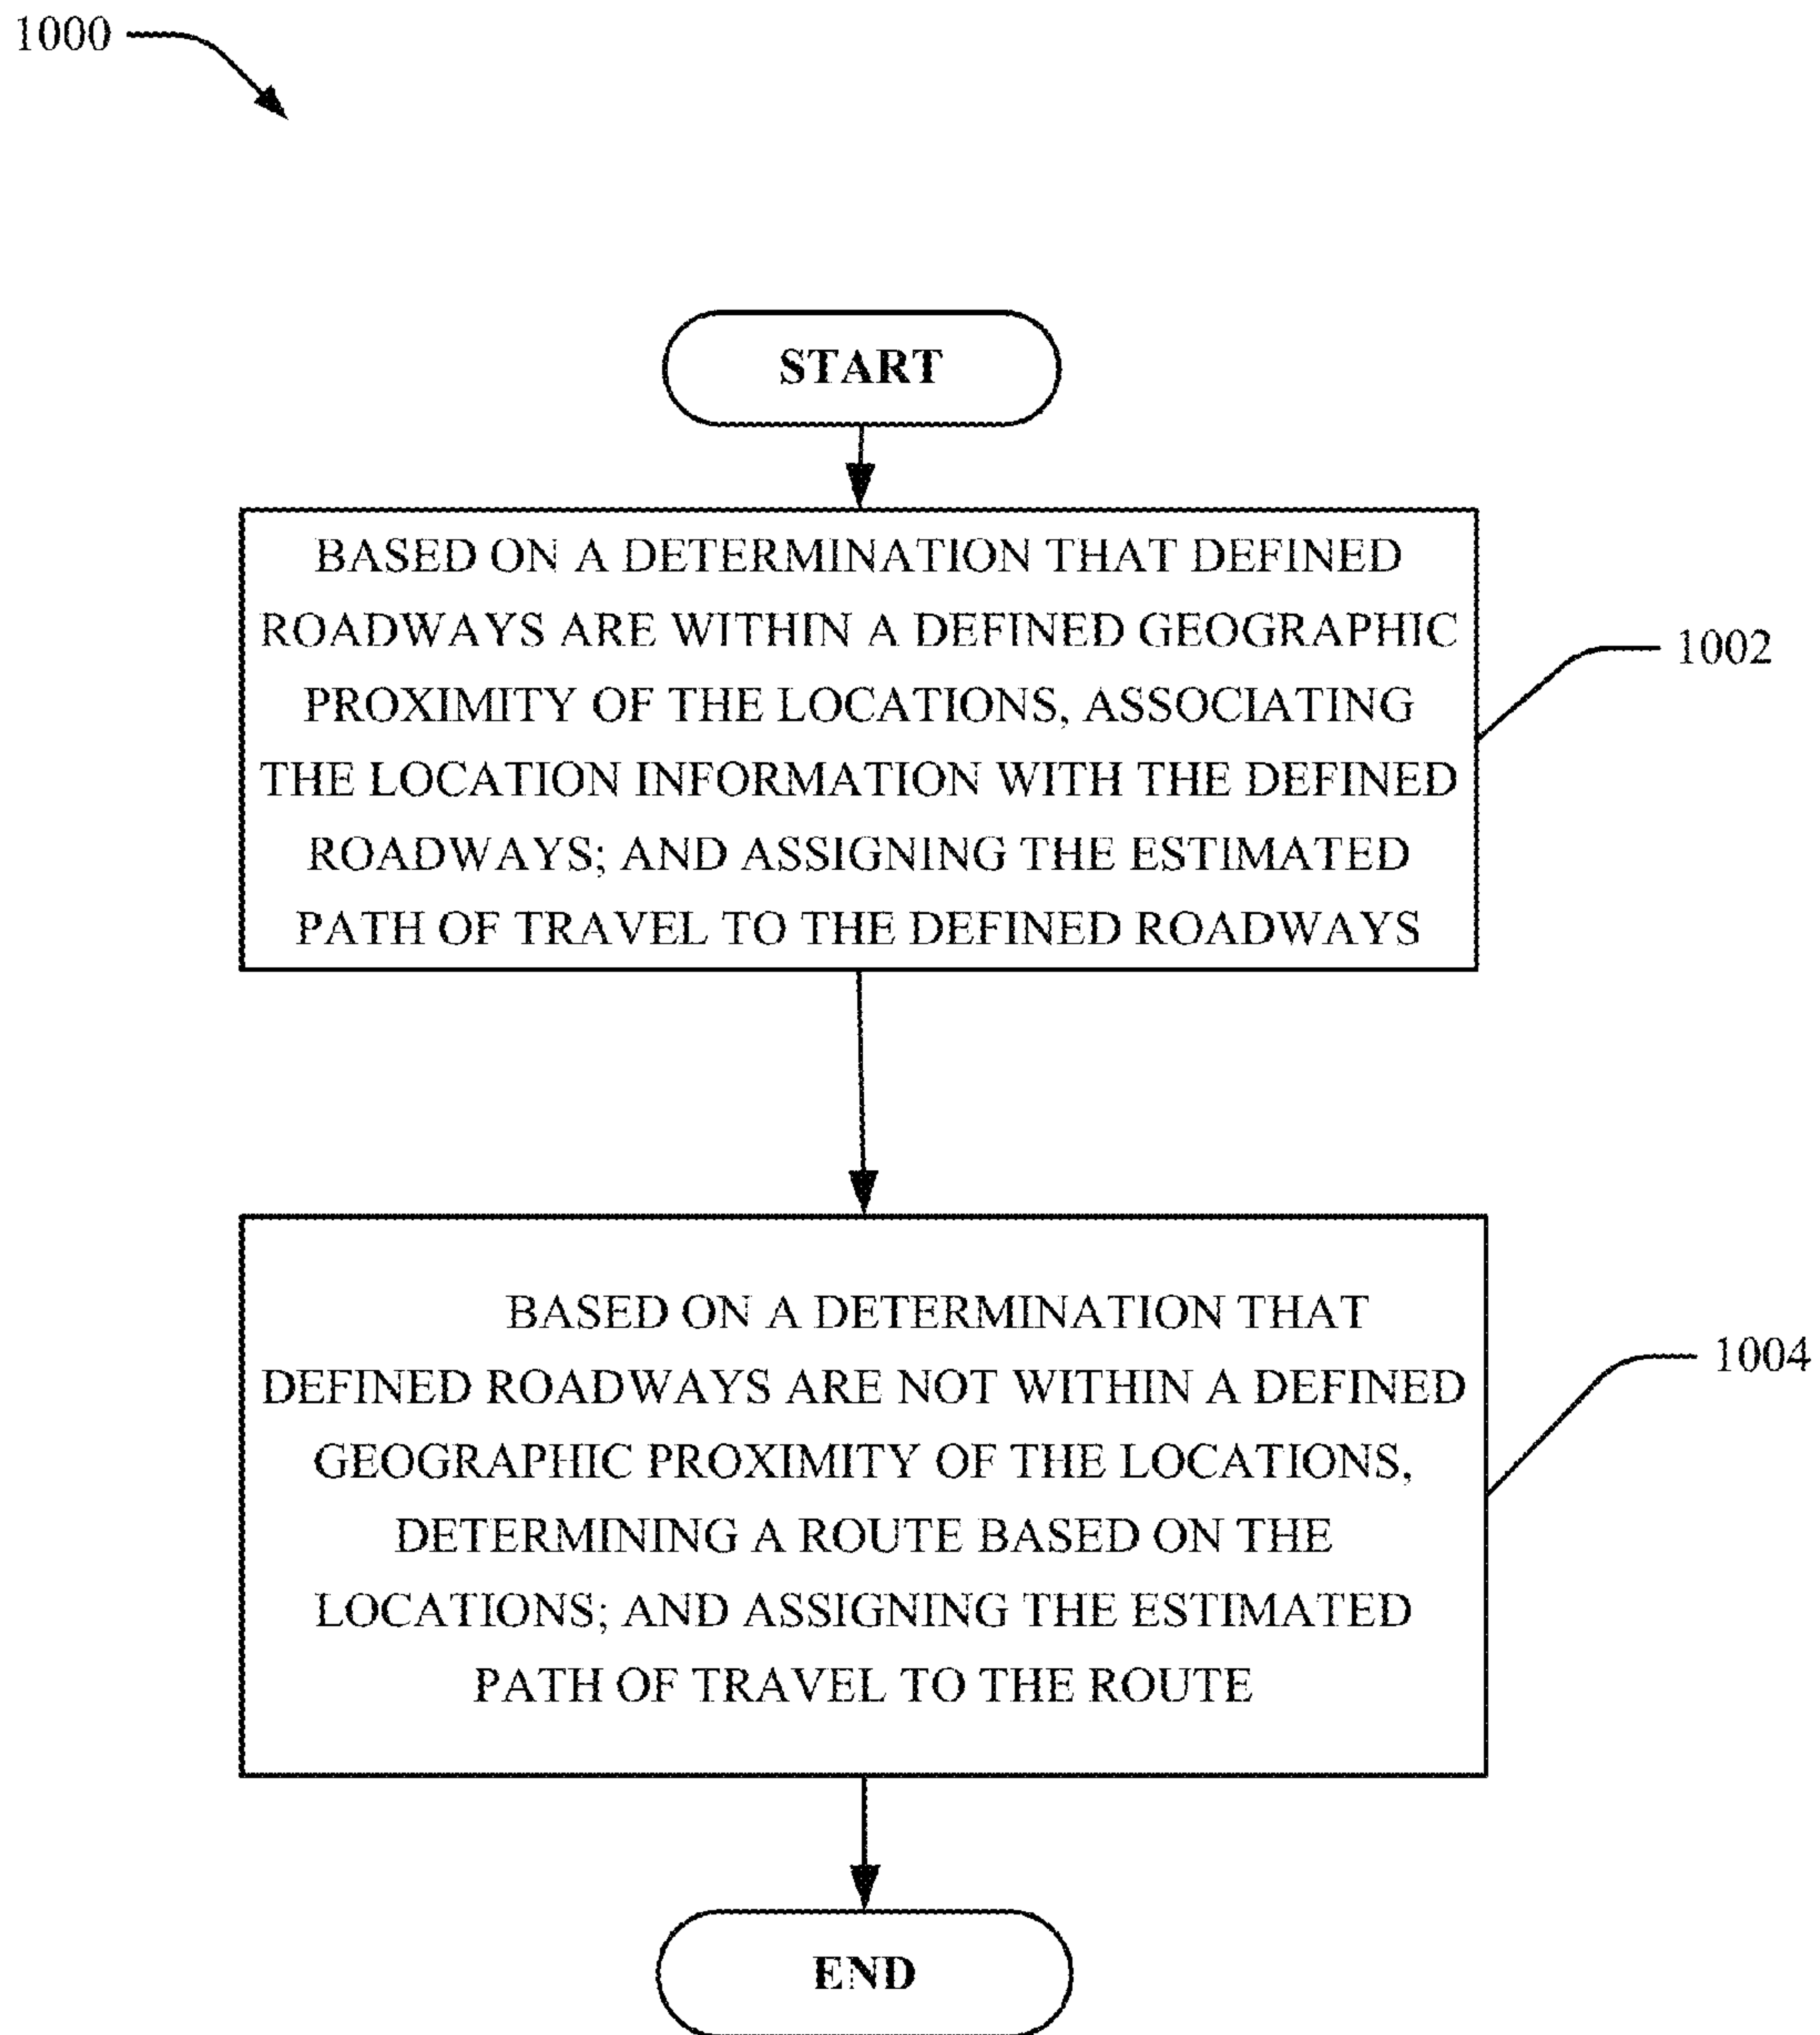 1000
START
BASED ON A DETERMINATION THAT DEFINED
ROADWAYS ARE WITHIN A DEFINED GEOGRAPHIC
PROXIMITY OF THE LOCATIONS, ASSOCIATING
THE LOCATION INFORMATION WITH THE DEFINED
ROADWAYS; AND ASSIGNING THE ESTIMATED
PATH OF TRAVEL TO THE DEFINED ROADWAYS
1002
BASED ON A DETERMINATION THAT
DEFINED ROADWAYS ARE NOT WITHIN A DEFINED
GEOGRAPHIC PROXIMITY OF THE LOCATIONS,
DETERMINING A ROUTE BASED ON THE
LOCATIONS; AND ASSIGNING THE ESTIMATED
PATH OF TRAVEL TO THE ROUTE
1004
END